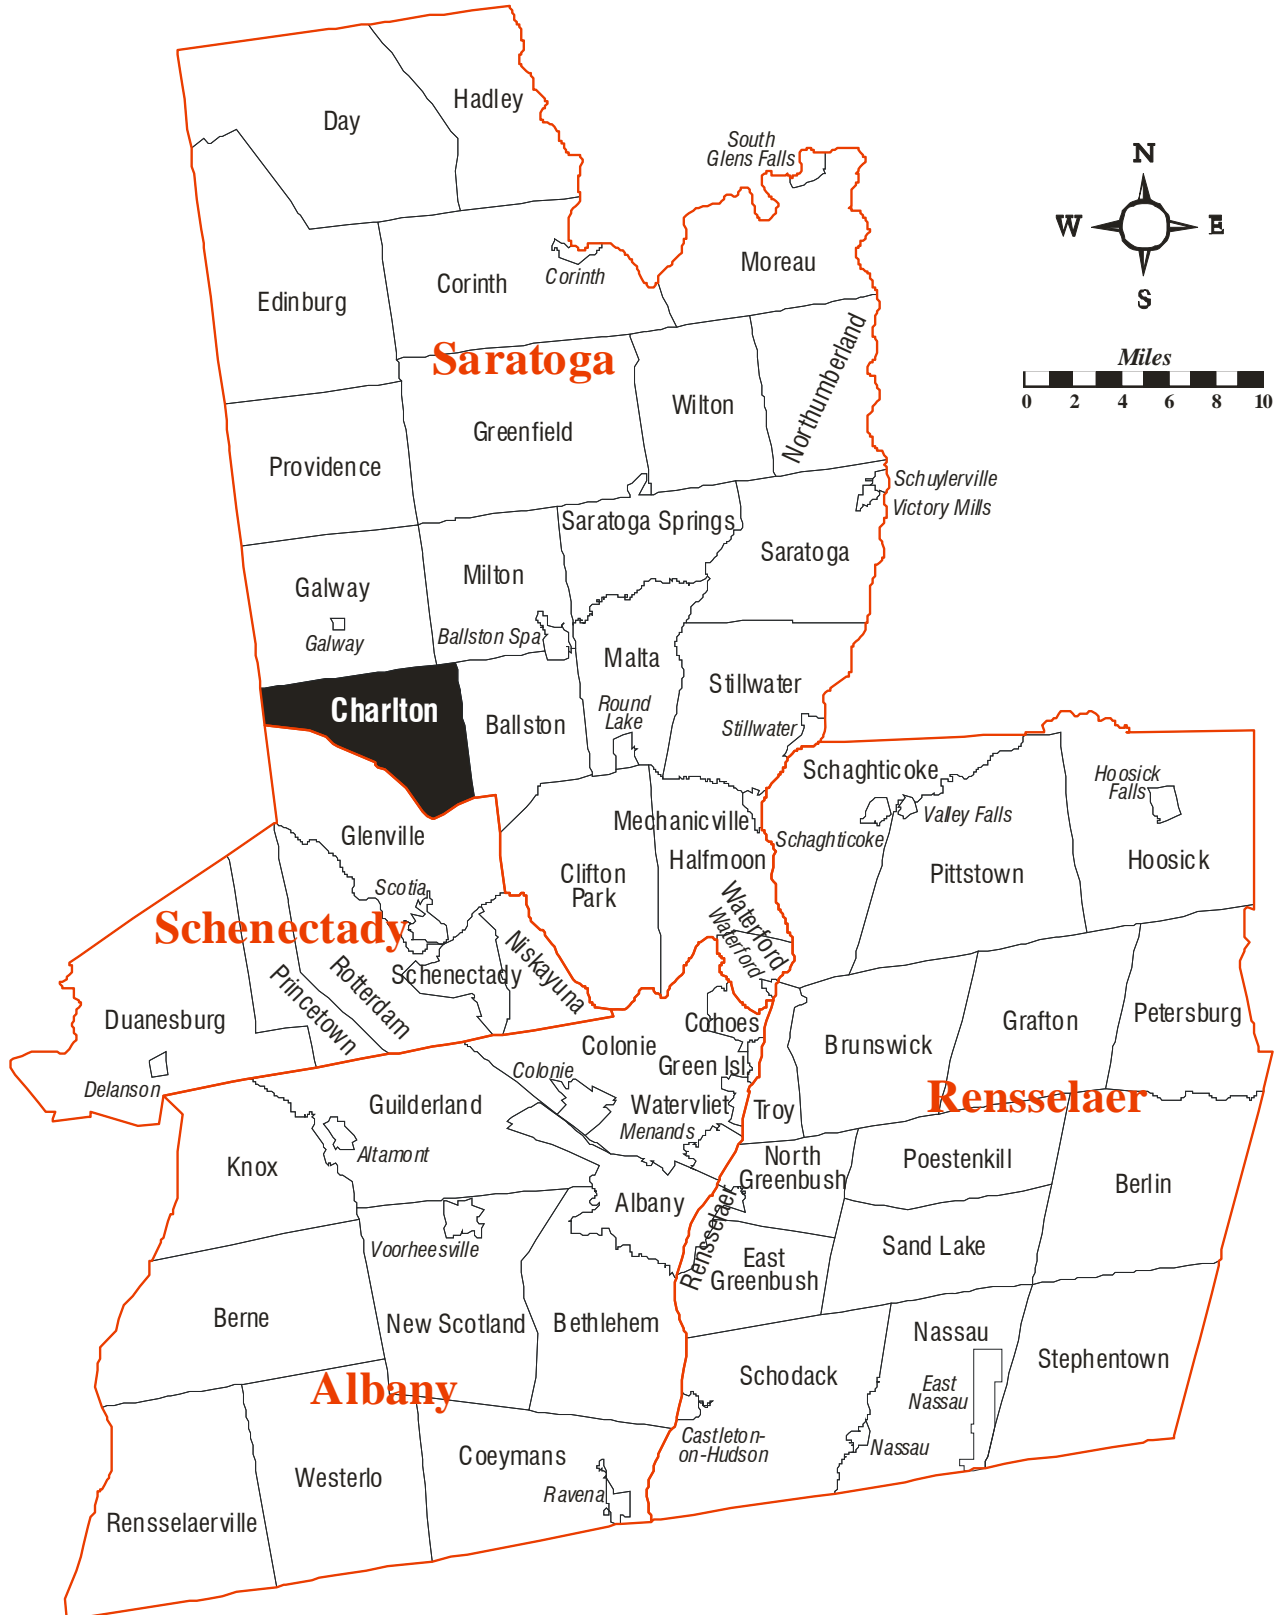 Hadley
Day
South
Glens Falls
N
W
E
S
Moreau
Corinth
Corinth
Edinburg
Northumberland
Saratoga
Miles
0 2 4 6 8 10
Wilton
Greenfield
Providence
Schuylerville
Victory Mills
Saratoga Springs
Saratoga
Milton
Galway
Galway
Ballston Spa
Malta
Stillwater
Round
Lake
Charlton
Ballston
Stillwater
Schaghticoke
Hoosick
Falls
Valley Falls
Mechanicville
Glenville
Schaghticoke
Halfmoon
Hoosick
Clifton
Park
Pittstown
Scotia
Waterford
Waterford
Schenectady
Niskayuna
Schenectady
Rotterdam
Princetown
Duanesburg
Cohoes
Grafton
Petersburg
Colonie
Brunswick
Green Isl
Colonie
Delanson
Rensselaer
Guilderland
Watervliet
Troy
Menands
Altamont
Knox
North
Greenbush
Poestenkill
Berlin
Albany
Rensselaer
Voorheesville
Sand Lake
East
Greenbush
Berne
New Scotland
Bethlehem
Nassau
Stephentown
Schodack
Albany
East
Nassau
Castleton-
on-Hudson
Nassau
Coeymans
Westerlo
Ravena
Rensselaerville